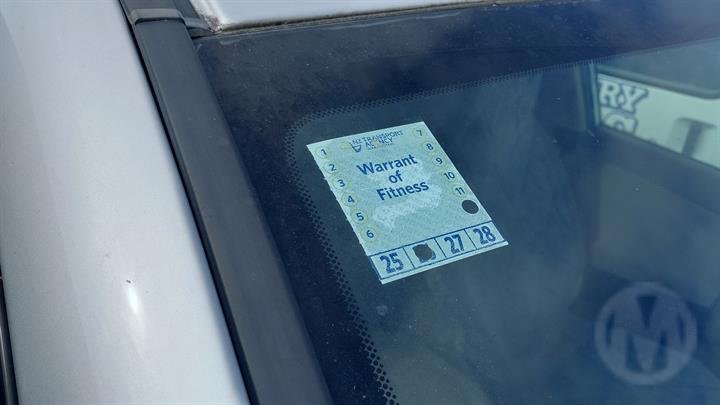 NZ TRANSPORT
AGENCY
Warrant
of
Fitness
1
2
3
4
5
6
7
8
9
10
11
25 27 28
RY
M